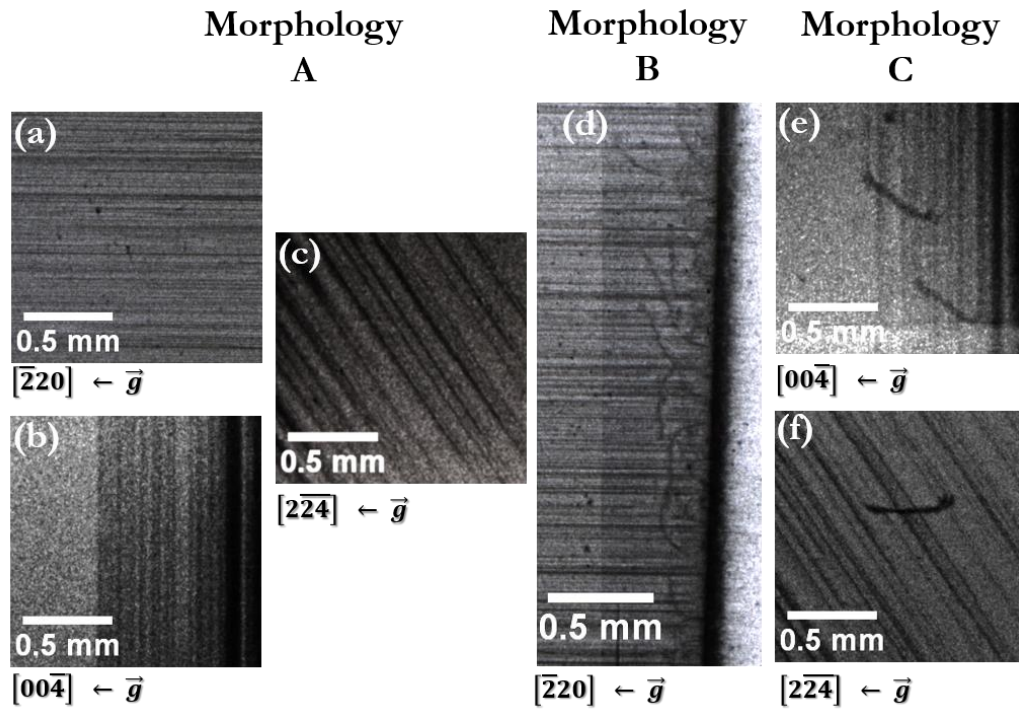 Morphology
A
Morphology
B
Morphology
C
(a)
0.5 mm
[2̅20] ← g⃗
(b)
0.5 mm
[004̅] ← g⃗
(c)
0.5 mm
[22̅4̅] ← g⃗
(d)
0.5 mm
[2̅20] ← g⃗
(e)
0.5 mm
[004̅] ← g⃗
(f)
0.5 mm
[22̅4̅] ← g⃗